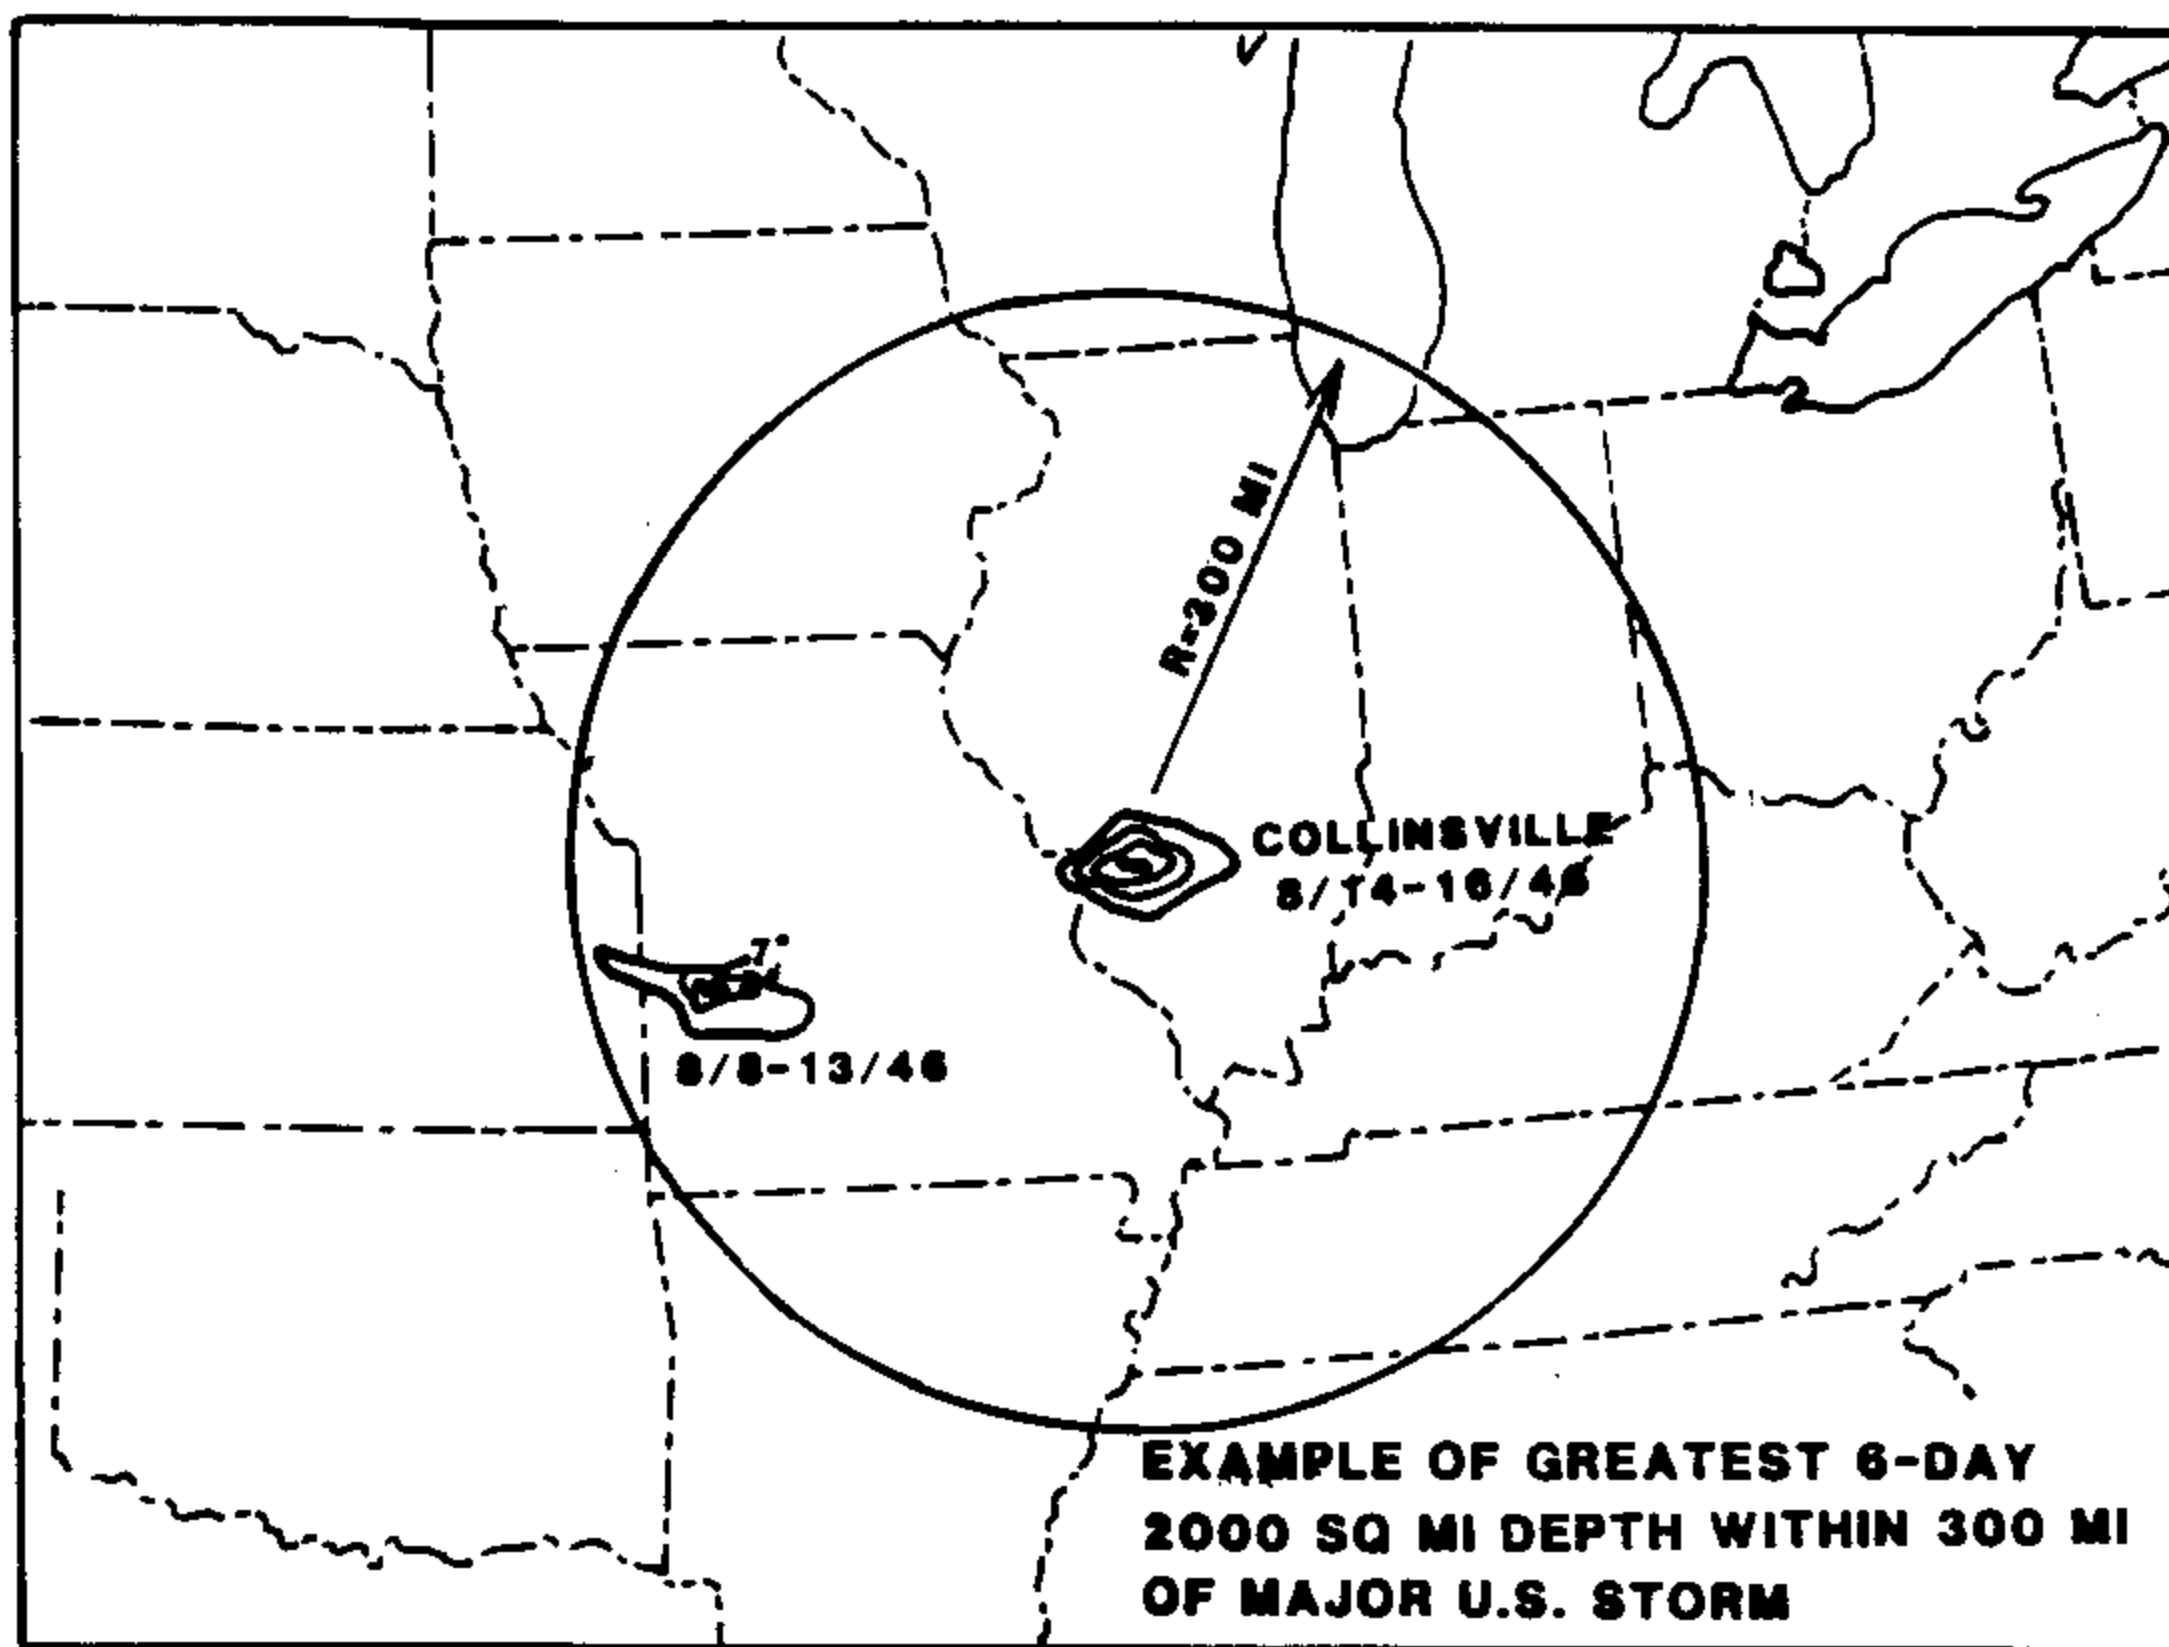 R=300 MI
COLLINSVILLE
8/14-16/46
7"
8/8-13/46
EXAMPLE OF GREATEST 6-DAY
2000 SQ MI DEPTH WITHIN 300 MI
OF MAJOR U.S. STORM